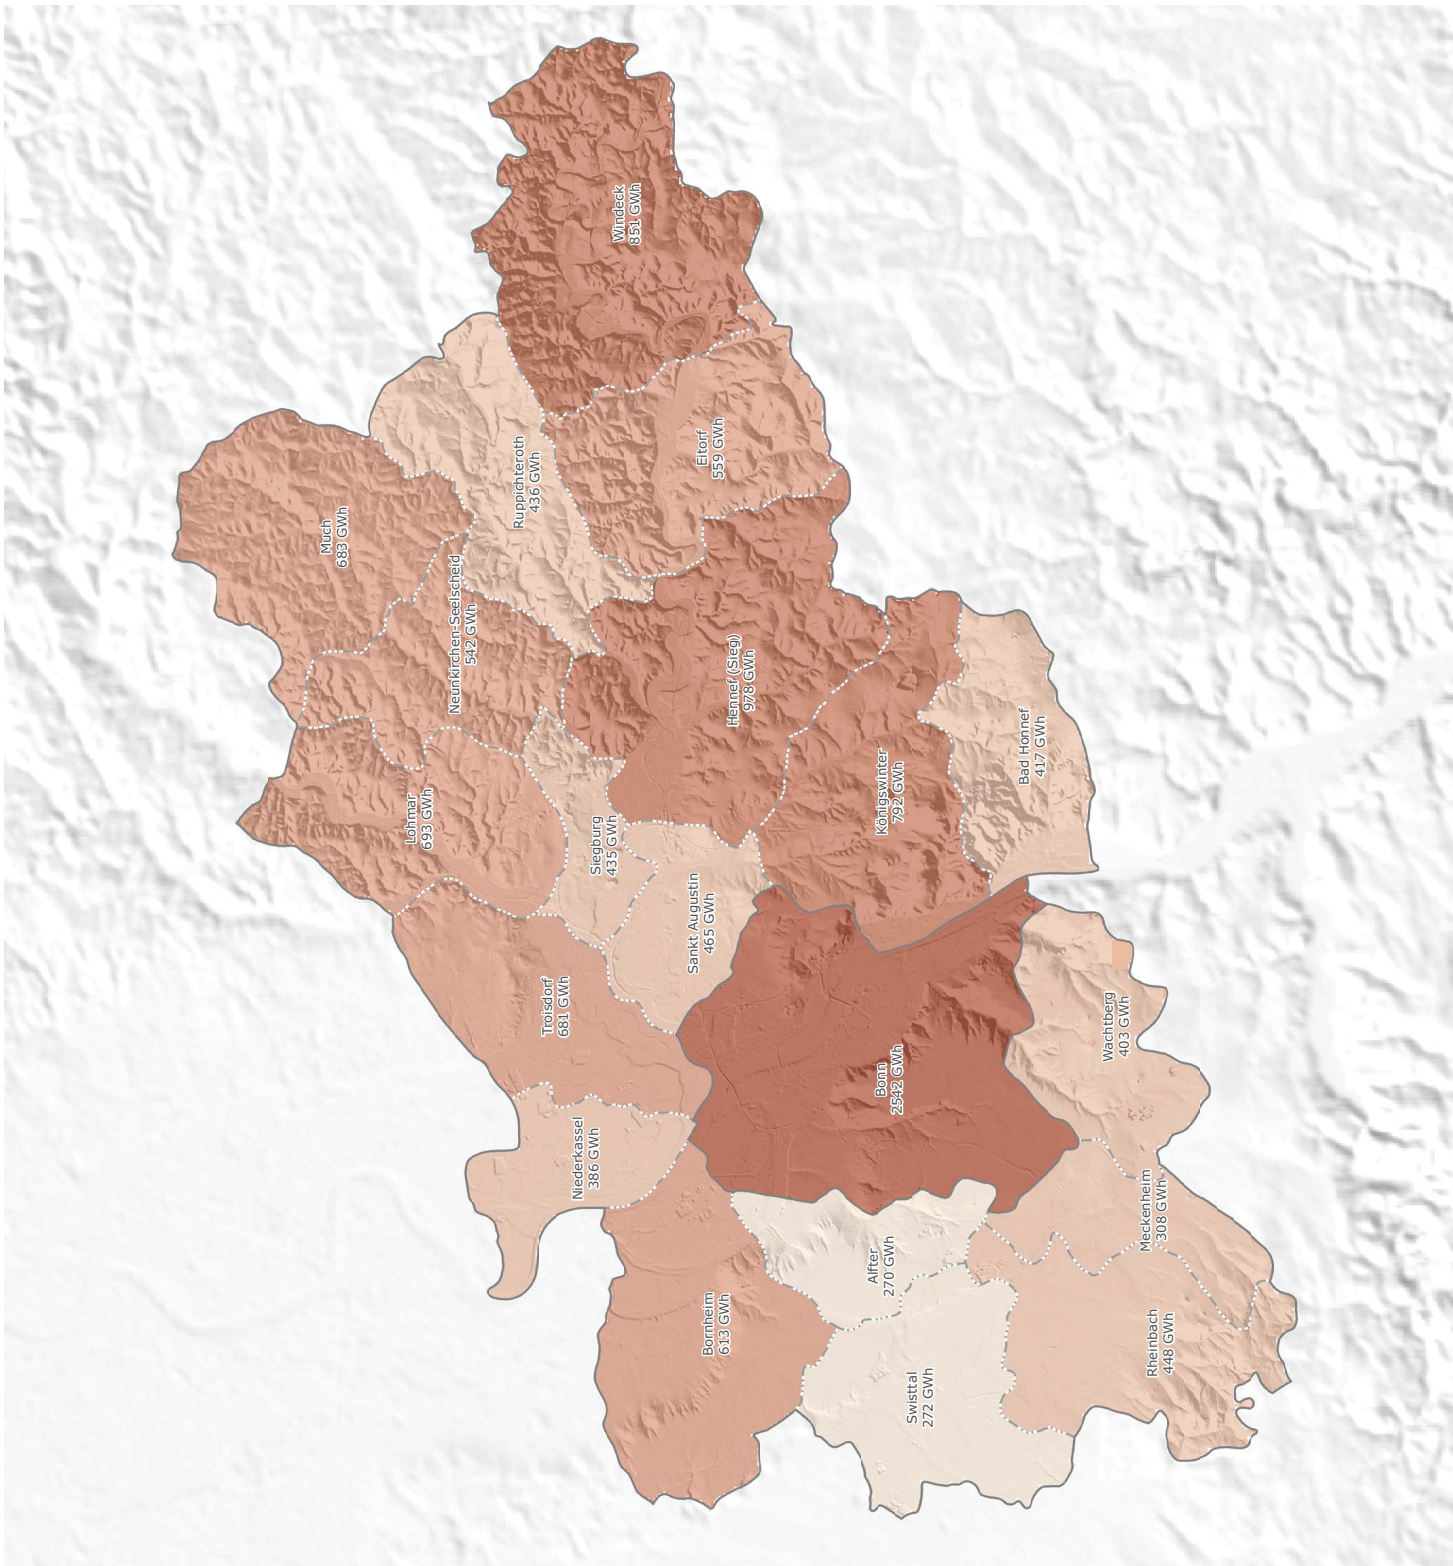 Windeck
851 GWh
Ruppichteroth
436 GWh
Eitorf
559 GWh
Much
683 GWh
Neunkirchen-Seelscheid
542 GWh
Hennef (Sieg)
978 GWh
Lohmar
693 GWh
Siegburg
435 GWh
Königswinter
792 GWh
Bad Honnef
417 GWh
Sankt Augustin
465 GWh
Troisdorf
681 GWh
Bonn
2542 GWh
Wachtberg
403 GWh
Niederkassel
386 GWh
Meckenheim
308 GWh
Alfter
270 GWh
Bornheim
613 GWh
Rheinbach
448 GWh
Swisttal
272 GWh